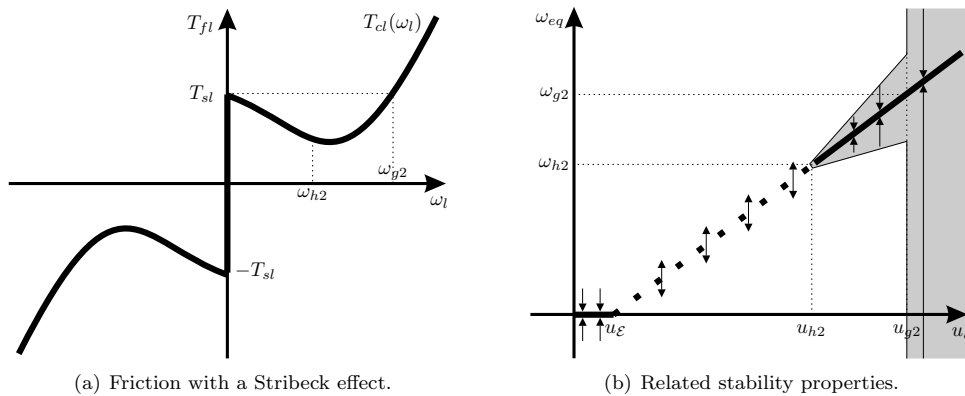 T_{fl}
T_{cl}(ω_l)
T_{sl}
ω_{h2}
ω_{g2}
ω_l
−T_{sl}
(a) Friction with a Stribeck effect.
ω_{eq}
ω_{g2}
ω_{h2}
u_ℰ
u_{h2}
u_{g2}
(b) Related stability properties.